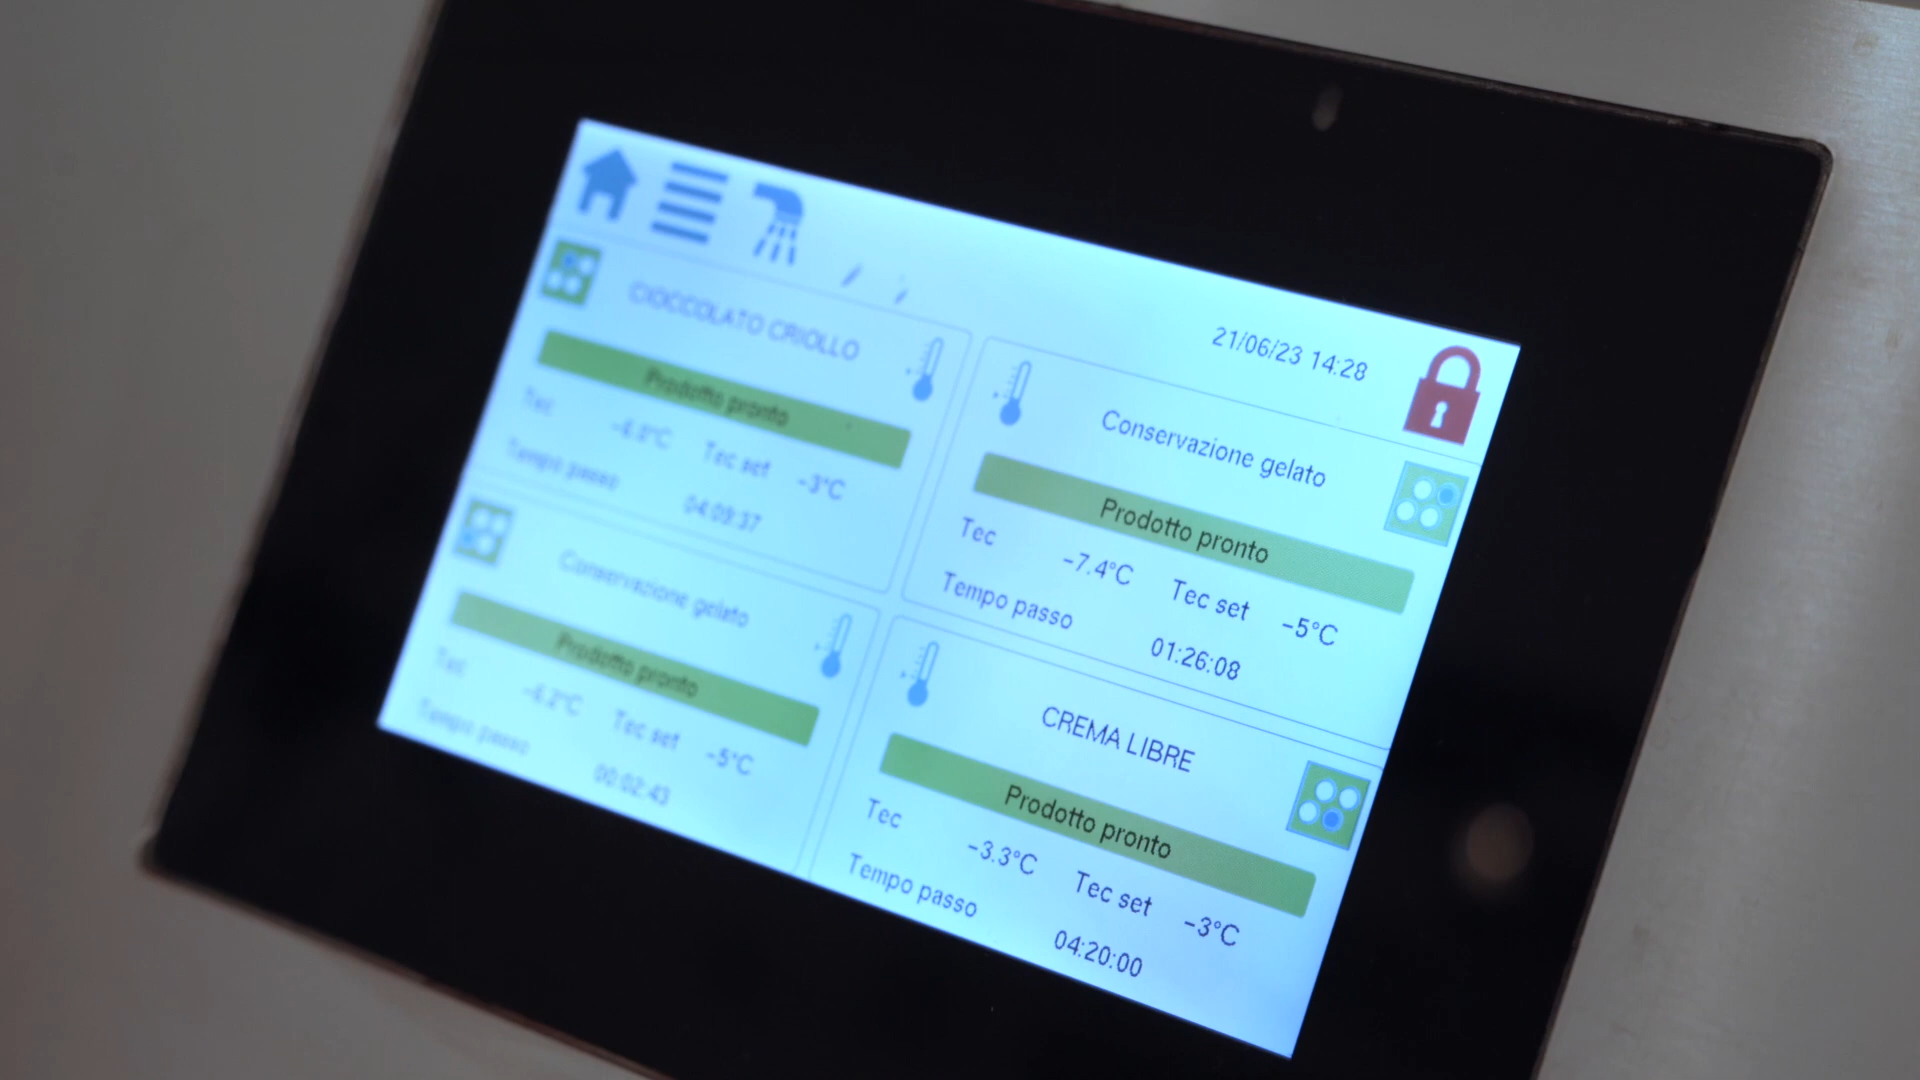 21/06/23 14:28
CIOCCOLATO CRIOLLO
Prodotto pronto
Tec Tec set -3°C
Tempo passo
04:09:37
Conservazione gelato
Prodotto pronto
Tec -7.4°C Tec set -5°C
Tempo passo
01:26:08
Conservazione gelato
Prodotto pronto
Tec -6.2°C Tec set -5°C
Tempo passo
00:02:43
CREMA LIBRE
Prodotto pronto
Tec -3.3°C Tec set -3°C
Tempo passo
04:20:00